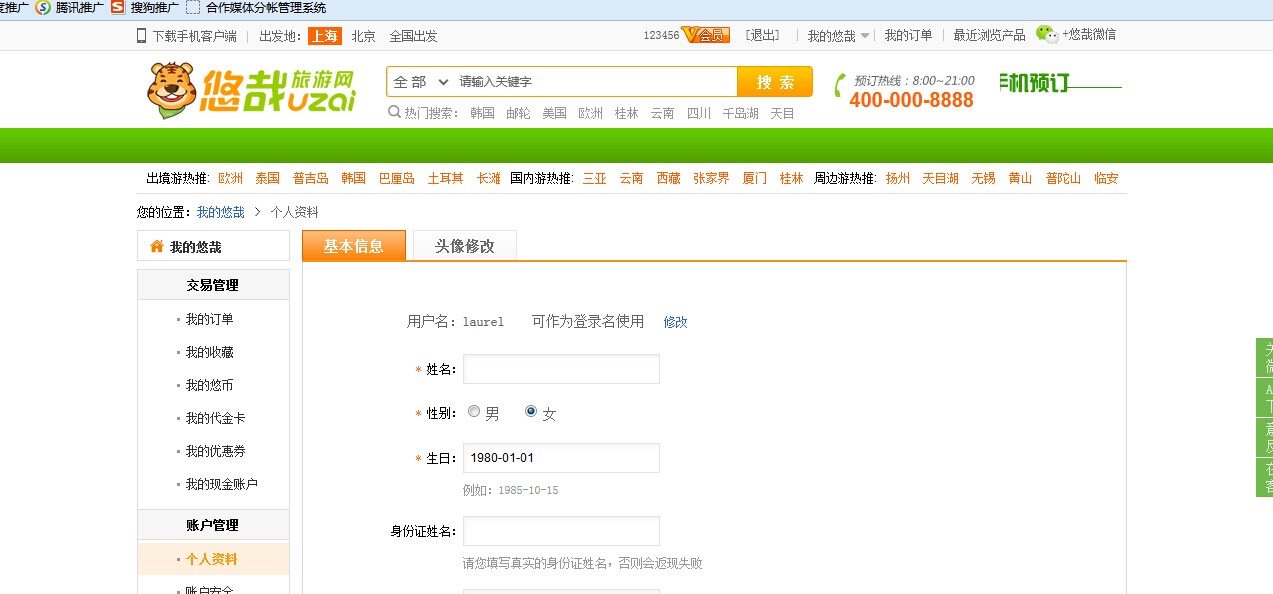 度推广 腾讯推广 搜狗推广 合作媒体分帐管理系统
下载手机客户端 出发地: 上海 北京 全国出发 123456 V会员 [退出] 我的悠哉 我的订单 最近浏览产品 +悠哉微信
悠哉旅游网 uzai
全部 请输入关键字 搜索
预订热线: 8:00~21:00
400-000-8888
机预订
热门搜索: 韩国 邮轮 美国 欧洲 桂林 云南 四川 千岛湖 天目
出境游热推: 欧洲 泰国 普吉岛 韩国 巴厘岛 土耳其 长滩 国内游热推: 三亚 云南 西藏 张家界 厦门 桂林 周边游热推: 扬州 天目湖 无锡 黄山 普陀山 临安
您的位置: 我的悠哉 > 个人资料
我的悠哉
交易管理
· 我的订单
· 我的收藏
· 我的悠币
· 我的代金卡
· 我的优惠券
· 我的现金账户
账户管理
· 个人资料
· 账户安全
基本信息 头像修改
用户名: laurel 可作为登录名使用 修改
* 姓名:
* 性别: 男 女
* 生日: 1980-01-01
例如: 1985-10-15
身份证姓名:
请您填写真实的身份证姓名，否则会返现失败